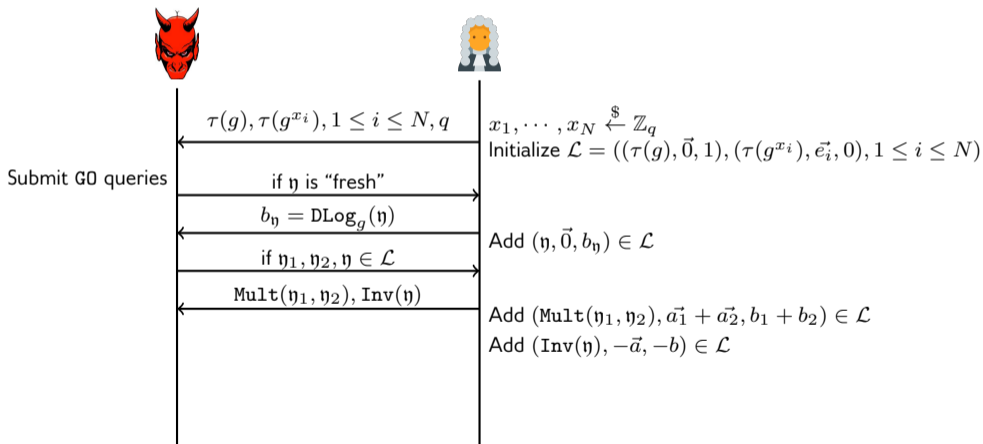 τ(g), τ(g^{x_i}), 1 ≤ i ≤ N, q
x_1, ⋯ , x_N ←$ ℤ_q
Initialize ℒ = ((τ(g), 0⃗, 1), (τ(g^{x_i}), e⃗_i, 0), 1 ≤ i ≤ N)
Submit GO queries
if 𝔶 is “fresh”
b_𝔶 = DLog_g(𝔶)
Add (𝔶, 0⃗, b_𝔶) ∈ ℒ
if 𝔶_1, 𝔶_2, 𝔶 ∈ ℒ
Mult(𝔶_1, 𝔶_2), Inv(𝔶)
Add (Mult(𝔶_1, 𝔶_2), a⃗_1 + a⃗_2, b_1 + b_2) ∈ ℒ
Add (Inv(𝔶), −a⃗, −b) ∈ ℒ